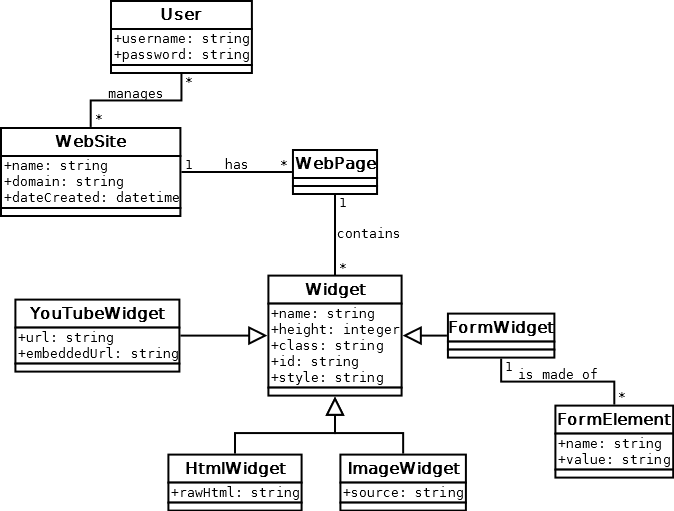 User
+username: string
+password: string
*
manages
*
WebSite
+name: string
+domain: string
+dateCreated: datetime
1 has *
WebPage
1
contains
*
Widget
+name: string
+height: integer
+class: string
+id: string
+style: string
YouTubeWidget
+url: string
+embeddedUrl: string
FormWidget
1
is made of
*
FormElement
+name: string
+value: string
HtmlWidget
+rawHtml: string
ImageWidget
+source: string